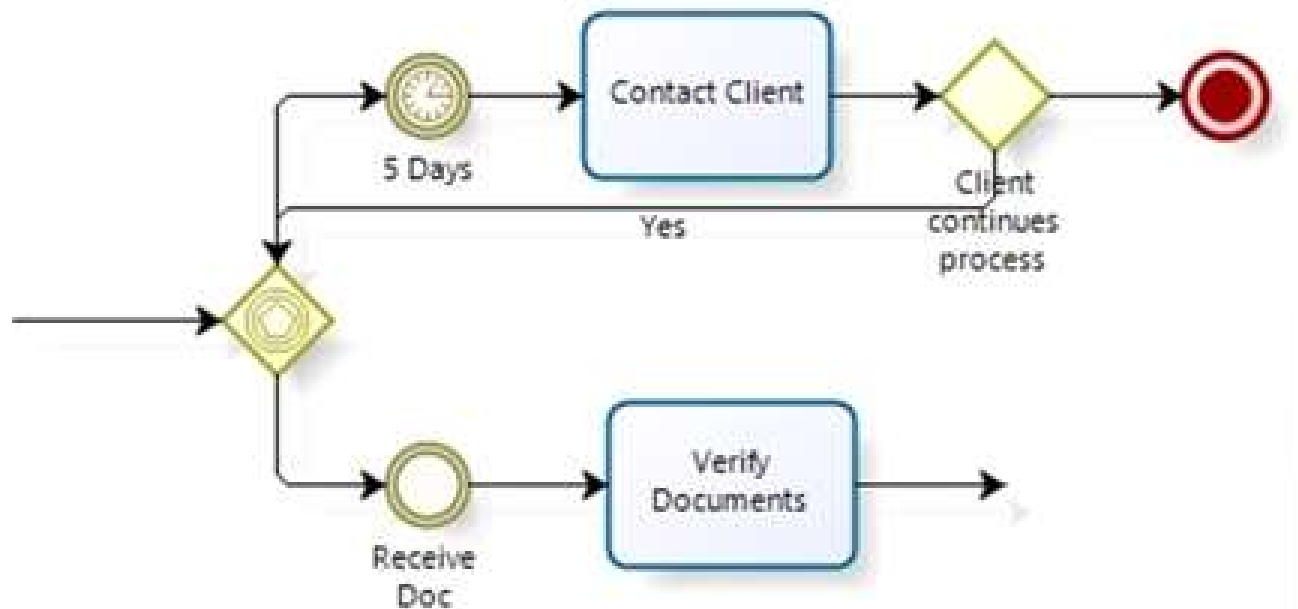 Contact Client
5 Days
Client
continues
process
Yes
Receive
Doc
Verify
Documents